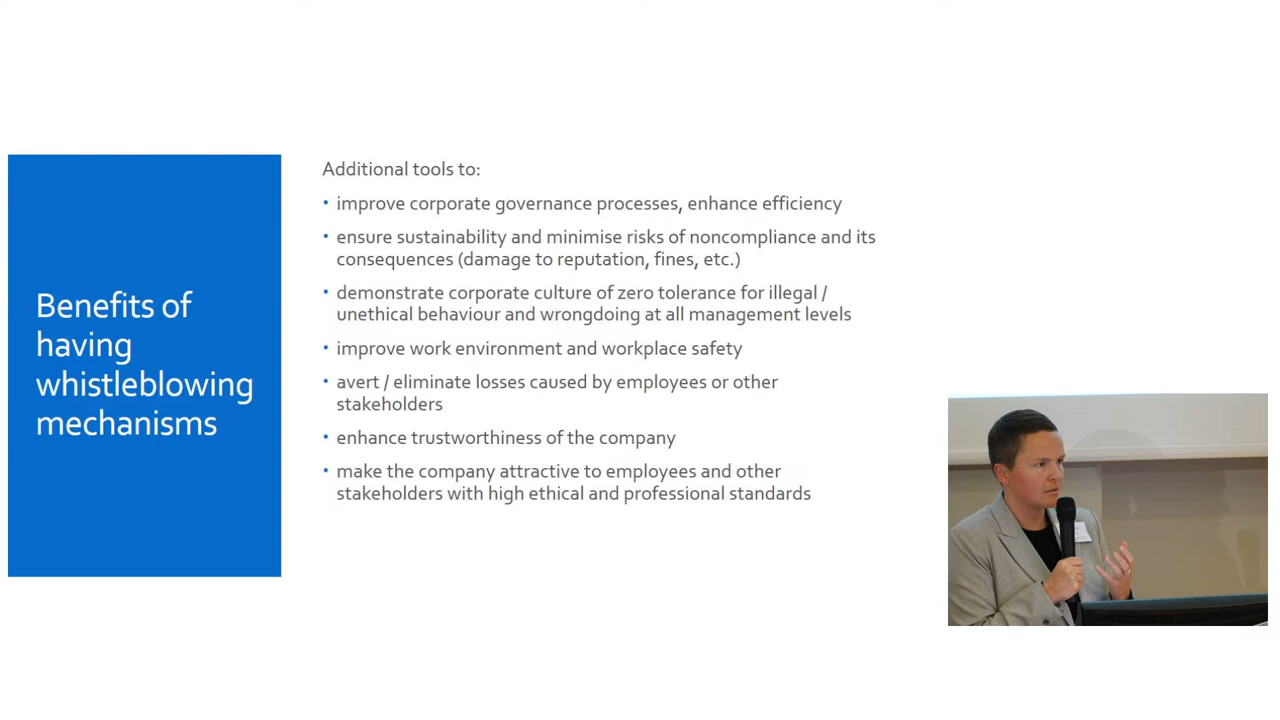 Benefits of
having
whistleblowing
mechanisms
Additional tools to:
• improve corporate governance processes, enhance efficiency
• ensure sustainability and minimise risks of noncompliance and its
consequences (damage to reputation, fines, etc.)
• demonstrate corporate culture of zero tolerance for illegal /
unethical behaviour and wrongdoing at all management levels
• improve work environment and workplace safety
• avert / eliminate losses caused by employees or other
stakeholders
• enhance trustworthiness of the company
• make the company attractive to employees and other
stakeholders with high ethical and professional standards